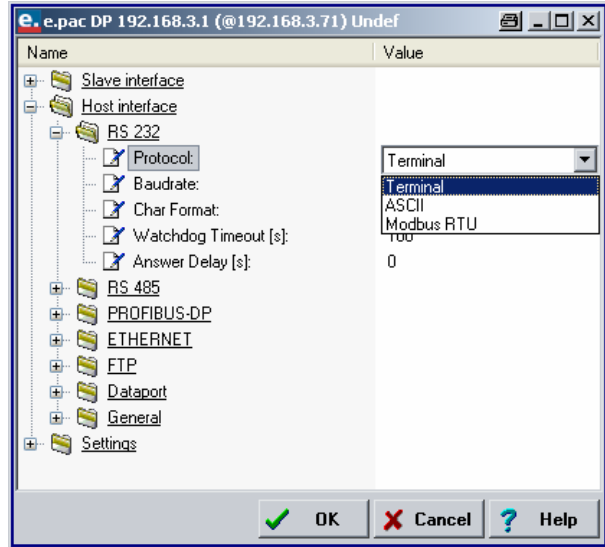 e. e.pac DP 192.168.3.1 (@192.168.3.71) Undef
Name Value
Slave interface
Host interface
RS 232
Protocol: Terminal
Baudrate: Terminal
Char Format: ASCII
Modbus RTU
Watchdog Timeout [s]: 100
Answer Delay [s]: 0
RS 485
PROFIBUS-DP
ETHERNET
FTP
Dataport
General
Settings
OK Cancel ? Help